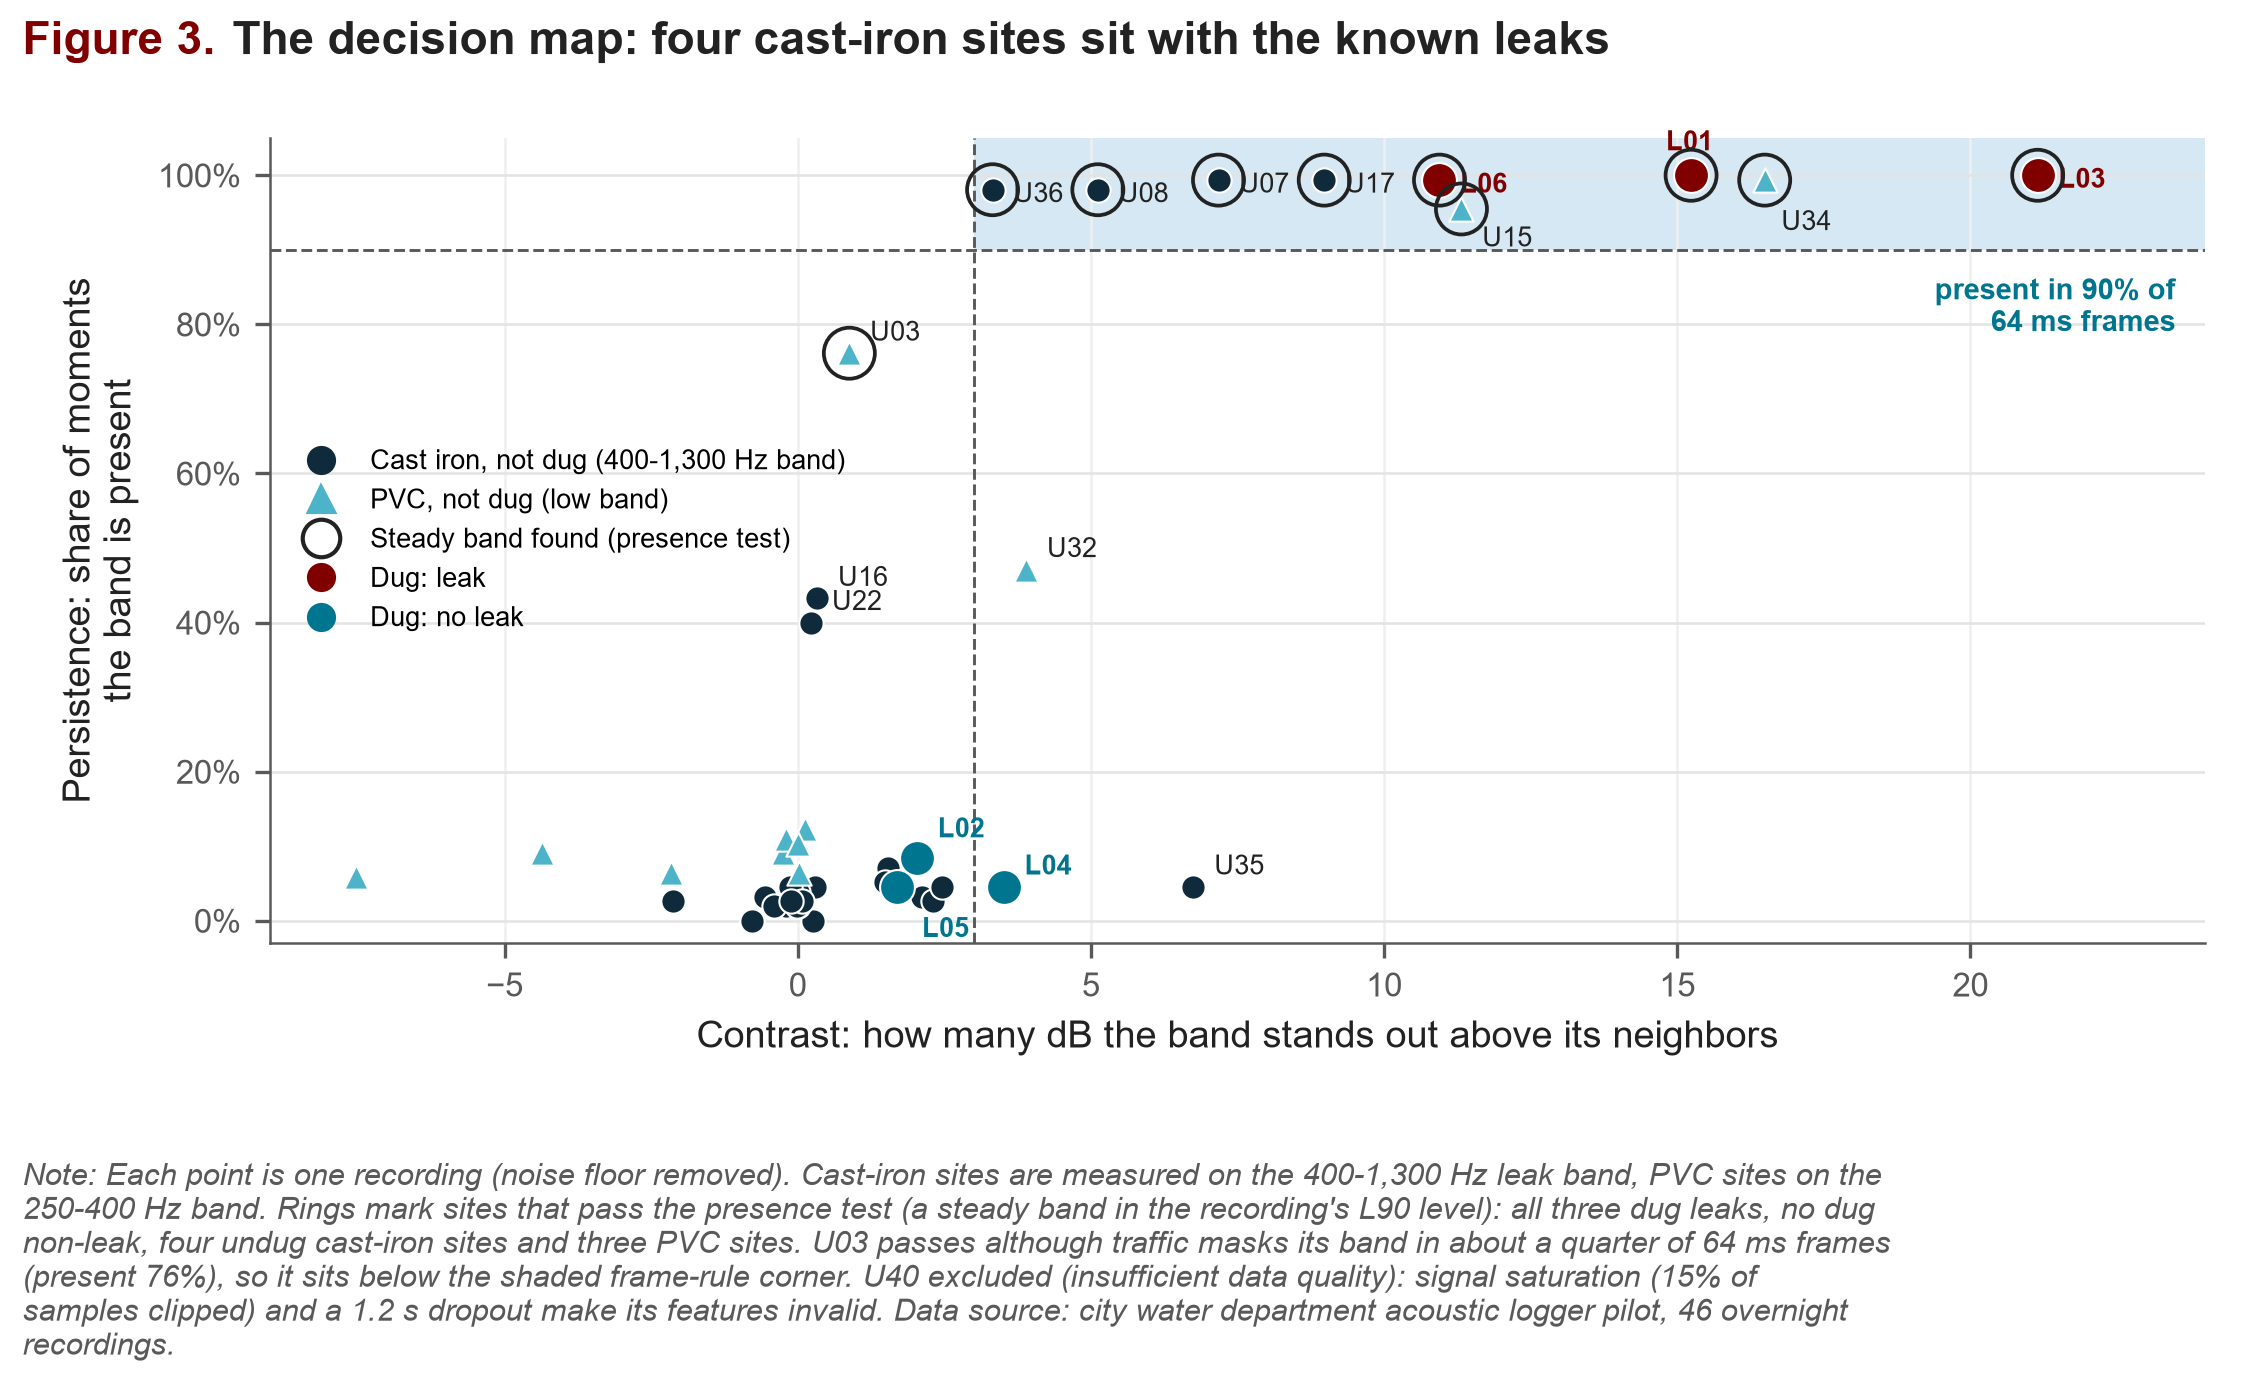 Figure 3. The decision map: four cast-iron sites sit with the known leaks
L01
100%
U36
U08
U07
U17
L06
L03
U15
U34
present in 90% of
64 ms frames
80%
U03
Persistence: share of moments
the band is present
60%
Cast iron, not dug (400-1,300 Hz band)
PVC, not dug (low band)
Steady band found (presence test)
Dug: leak
Dug: no leak
U32
U16
U22
40%
20%
L02
L04
U35
0%
L05
−5
0
5
10
15
20
Contrast: how many dB the band stands out above its neighbors
Note: Each point is one recording (noise floor removed). Cast-iron sites are measured on the 400-1,300 Hz leak band, PVC sites on the
250-400 Hz band. Rings mark sites that pass the presence test (a steady band in the recording's L90 level): all three dug leaks, no dug
non-leak, four undug cast-iron sites and three PVC sites. U03 passes although traffic masks its band in about a quarter of 64 ms frames
(present 76%), so it sits below the shaded frame-rule corner. U40 excluded (insufficient data quality): signal saturation (15% of
samples clipped) and a 1.2 s dropout make its features invalid. Data source: city water department acoustic logger pilot, 46 overnight
recordings.